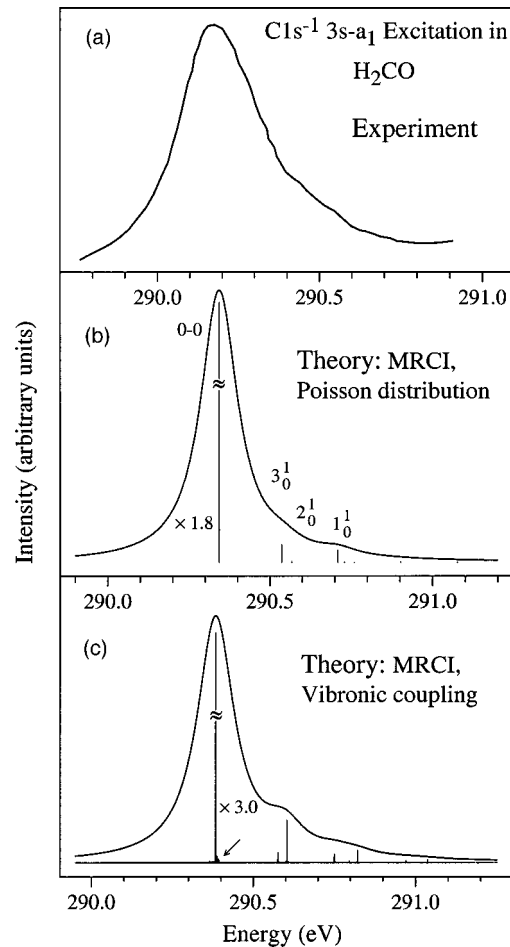 (a)
C1s⁻¹ 3s-a₁ Excitation in
H₂CO
Experiment
290.0 290.5 291.0
(b)
0-0
Theory: MRCI,
Poisson distribution
≈
3₀¹
2₀¹
1₀¹
× 1.8
290.0 290.5 291.0
(c)
Theory: MRCI,
Vibronic coupling
≈
× 3.0
290.0 290.5 291.0
Energy (eV)
Intensity (arbitrary units)